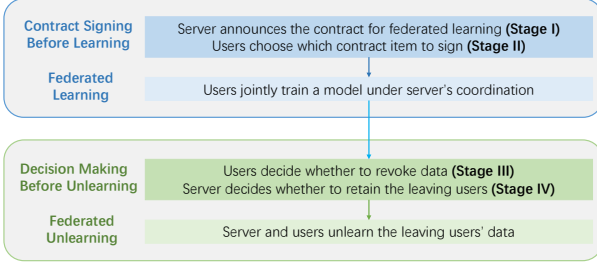 Contract Signing
Before Learning
Server announces the contract for federated learning (Stage I)
Users choose which contract item to sign (Stage II)
Federated
Learning
Users jointly train a model under server's coordination
Decision Making
Before Unlearning
Users decide whether to revoke data (Stage III)
Server decides whether to retain the leaving users (Stage IV)
Federated
Unlearning
Server and users unlearn the leaving users' data